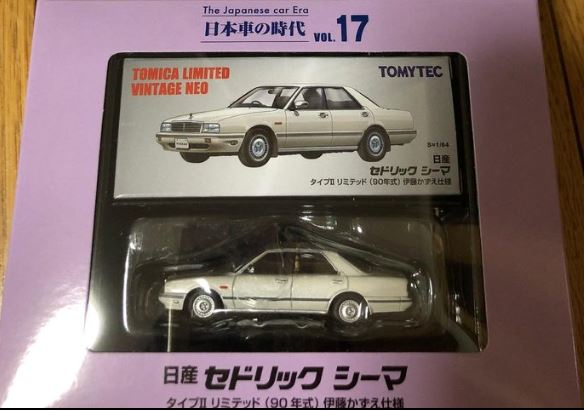 The Japanese car Era
日本車の時代 VOL.17
TOMICA LIMITED
VINTAGE NEO
TOMYTEC
S=1/64
日産
セドリック シーマ
タイプII リミテッド（90年式）伊藤かずえ仕様
日産 セドリック シーマ
タイプII リミテッド（90年式）伊藤かずえ仕様